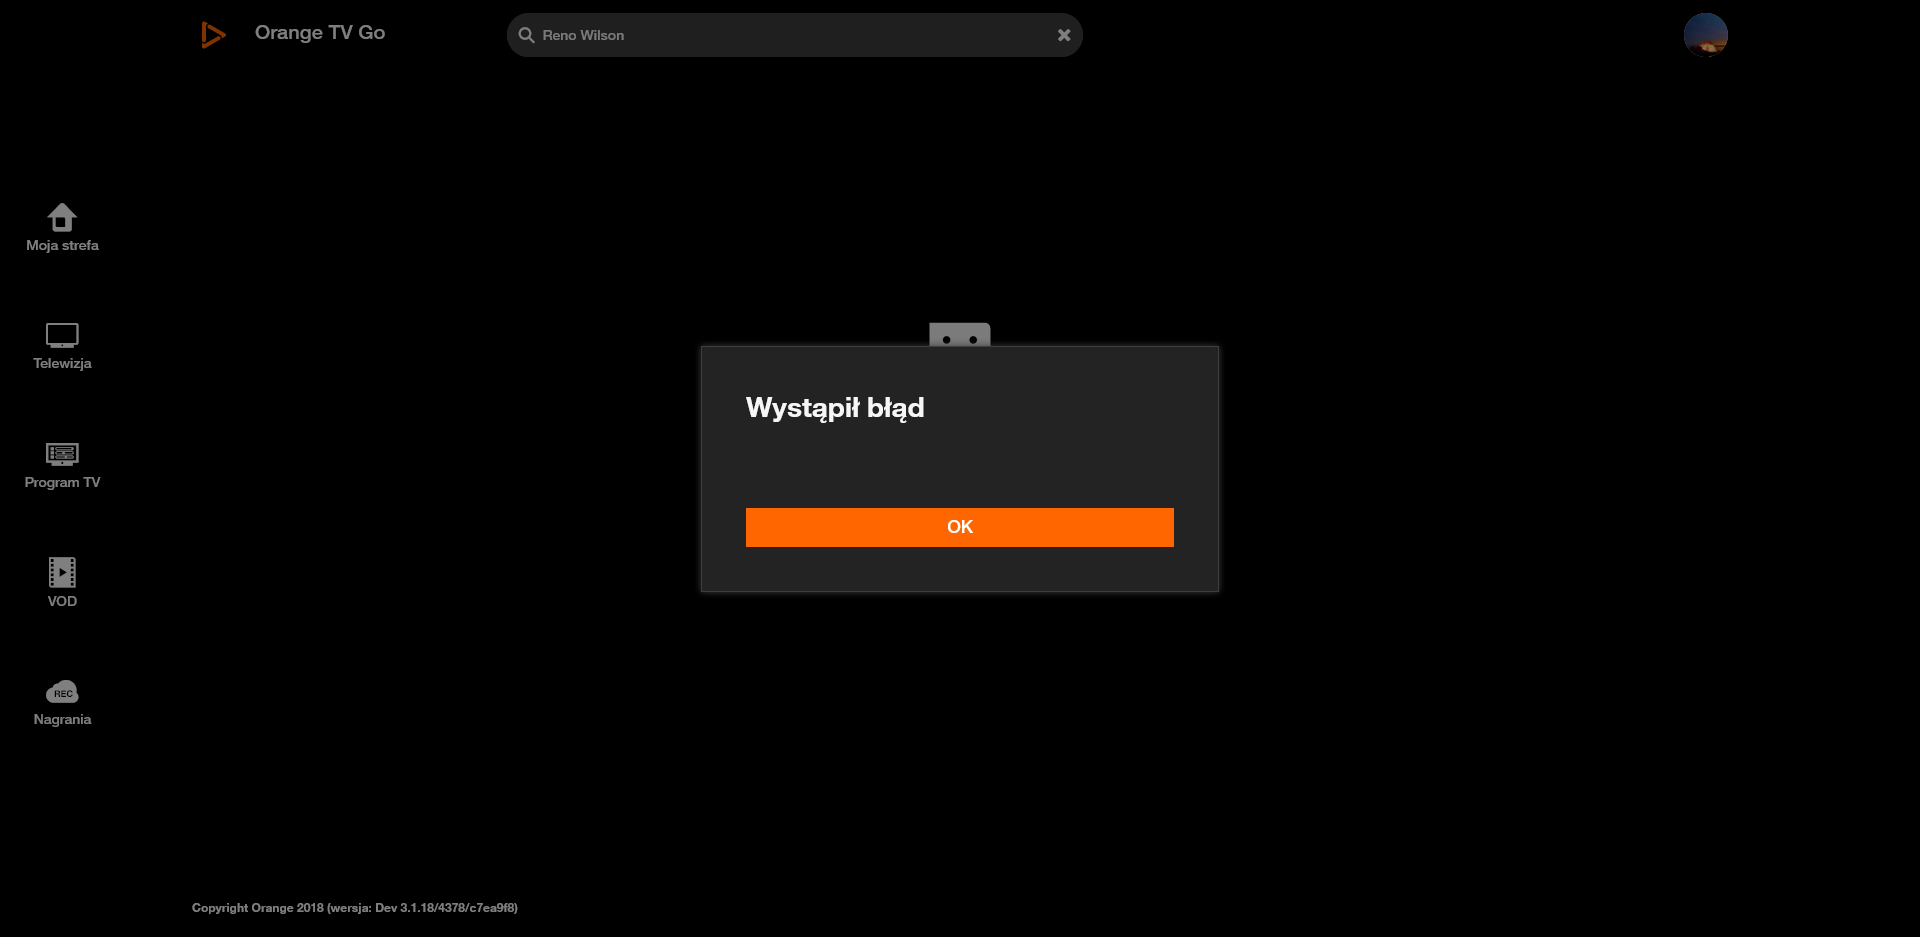 Orange TV Go
Reno Wilson
Moja strefa
Telewizja
Program TV
VOD
REC
Nagrania
Wystąpił błąd
OK
Copyright Orange 2018 (wersja: Dev 3.1.18/4378/c7ea9f8)